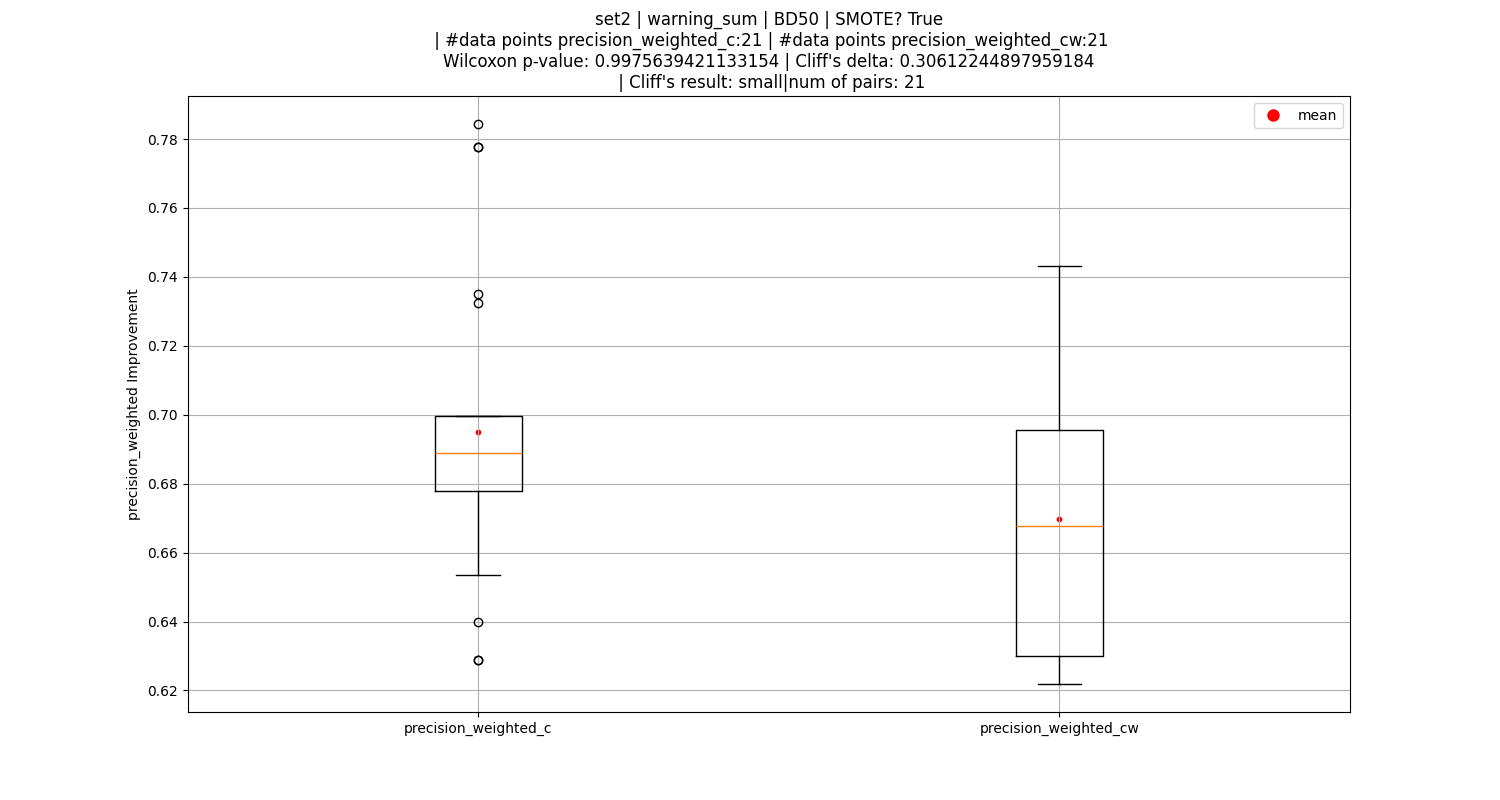 set2 | warning_sum | BD50 | SMOTE? True
| #data points precision_weighted_c:21 | #data points precision_weighted_cw:21
Wilcoxon p-value: 0.9975639421133154 | Cliff's delta: 0.30612244897959184
| Cliff's result: small|num of pairs: 21
mean
0.78
0.76
0.74
0.72
0.70
0.68
0.66
0.64
0.62
precision_weighted Improvement
precision_weighted_c
precision_weighted_cw